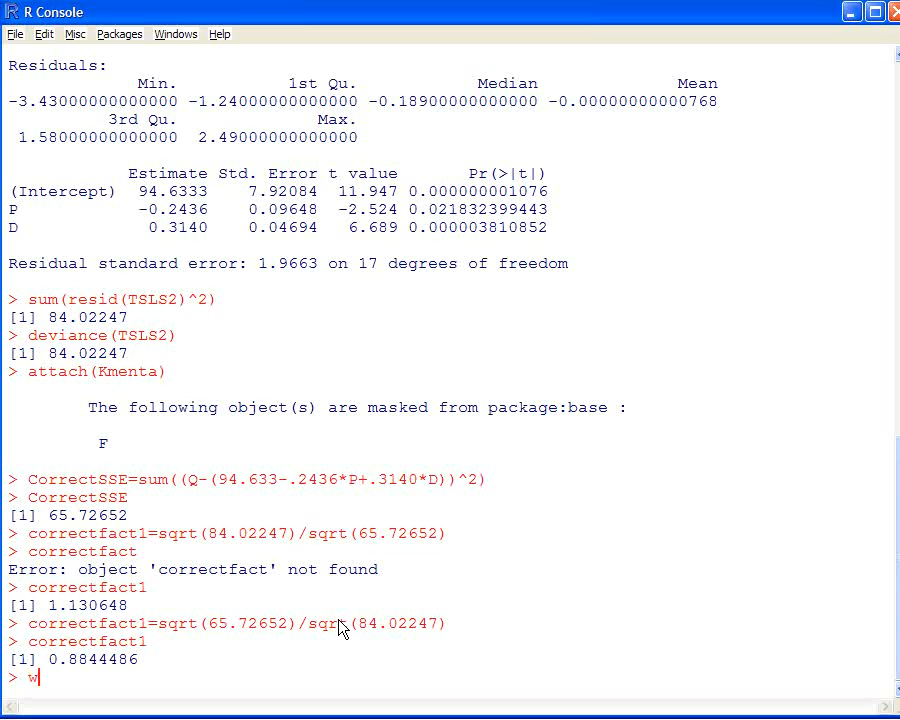 R Console
File Edit Misc Packages Windows Help
Residuals:
Min. 1st Qu. Median Mean
-3.43000000000000 -1.24000000000000 -0.18900000000000 -0.00000000000768
3rd Qu. Max.
1.58000000000000 2.49000000000000
Estimate Std. Error t value Pr(>|t|)
(Intercept) 94.6333 7.92084 11.947 0.000000001076
P -0.2436 0.09648 -2.524 0.021832399443
D 0.3140 0.04694 6.689 0.000003810852
Residual standard error: 1.9663 on 17 degrees of freedom
> sum(resid(TSLS2)^2)
[1] 84.02247
> deviance(TSLS2)
[1] 84.02247
> attach(Kmenta)
The following object(s) are masked from package:base :
F
> CorrectSSE=sum((Q-(94.633-.2436*P+.3140*D))^2)
> CorrectSSE
[1] 65.72652
> correctfact1=sqrt(84.02247)/sqrt(65.72652)
> correctfact
Error: object 'correctfact' not found
> correctfact1
[1] 1.130648
> correctfact1=sqrt(65.72652)/sqrt(84.02247)
> correctfact1
[1] 0.8844486
> w